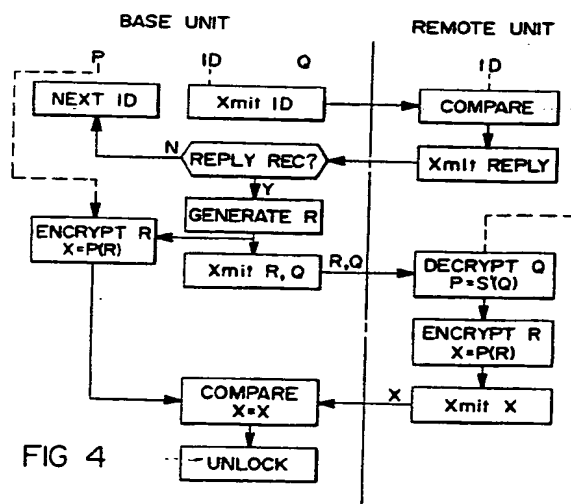 BASE UNIT
REMOTE UNIT
P
ID
Q
ID
NEXT ID
Xmit ID
COMPARE
N
REPLY REC?
Xmit REPLY
Y
GENERATE R
ENCRYPT R
X=P(R)
Xmit R, Q
R,Q
DECRYPT Q
P=S'(Q)
ENCRYPT R
X=P(R)
COMPARE
X=X
X
Xmit X
UNLOCK
FIG 4